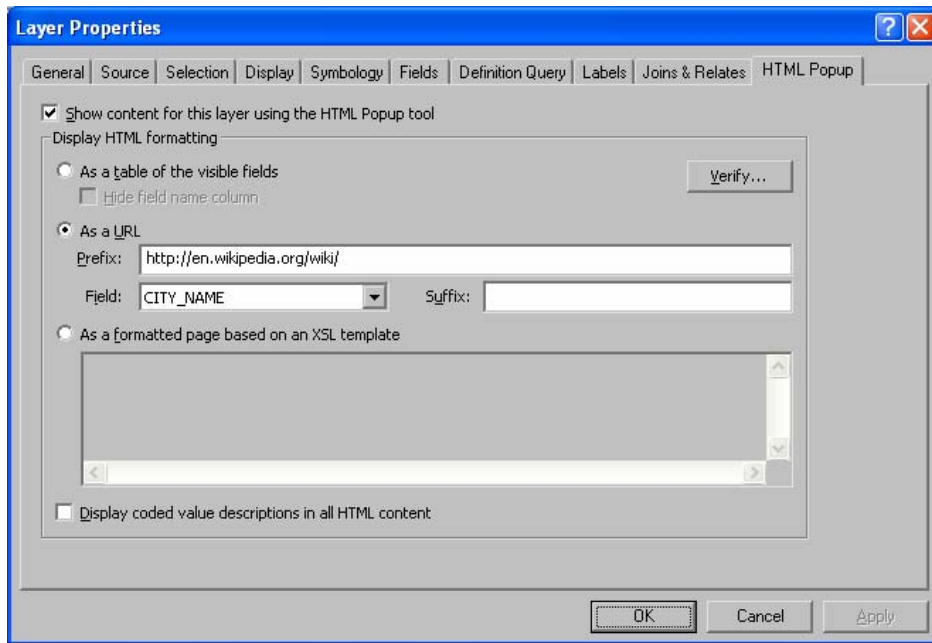 Layer Properties
General Source Selection Display Symbology Fields Definition Query Labels Joins & Relates HTML Popup
Show content for this layer using the HTML Popup tool
Display HTML formatting
As a table of the visible fields
Verify...
Hide field name column
As a URL
Prefix: http://en.wikipedia.org/wiki/
Field: CITY_NAME Suffix:
As a formatted page based on an XSL template
Display coded value descriptions in all HTML content
OK Cancel Apply